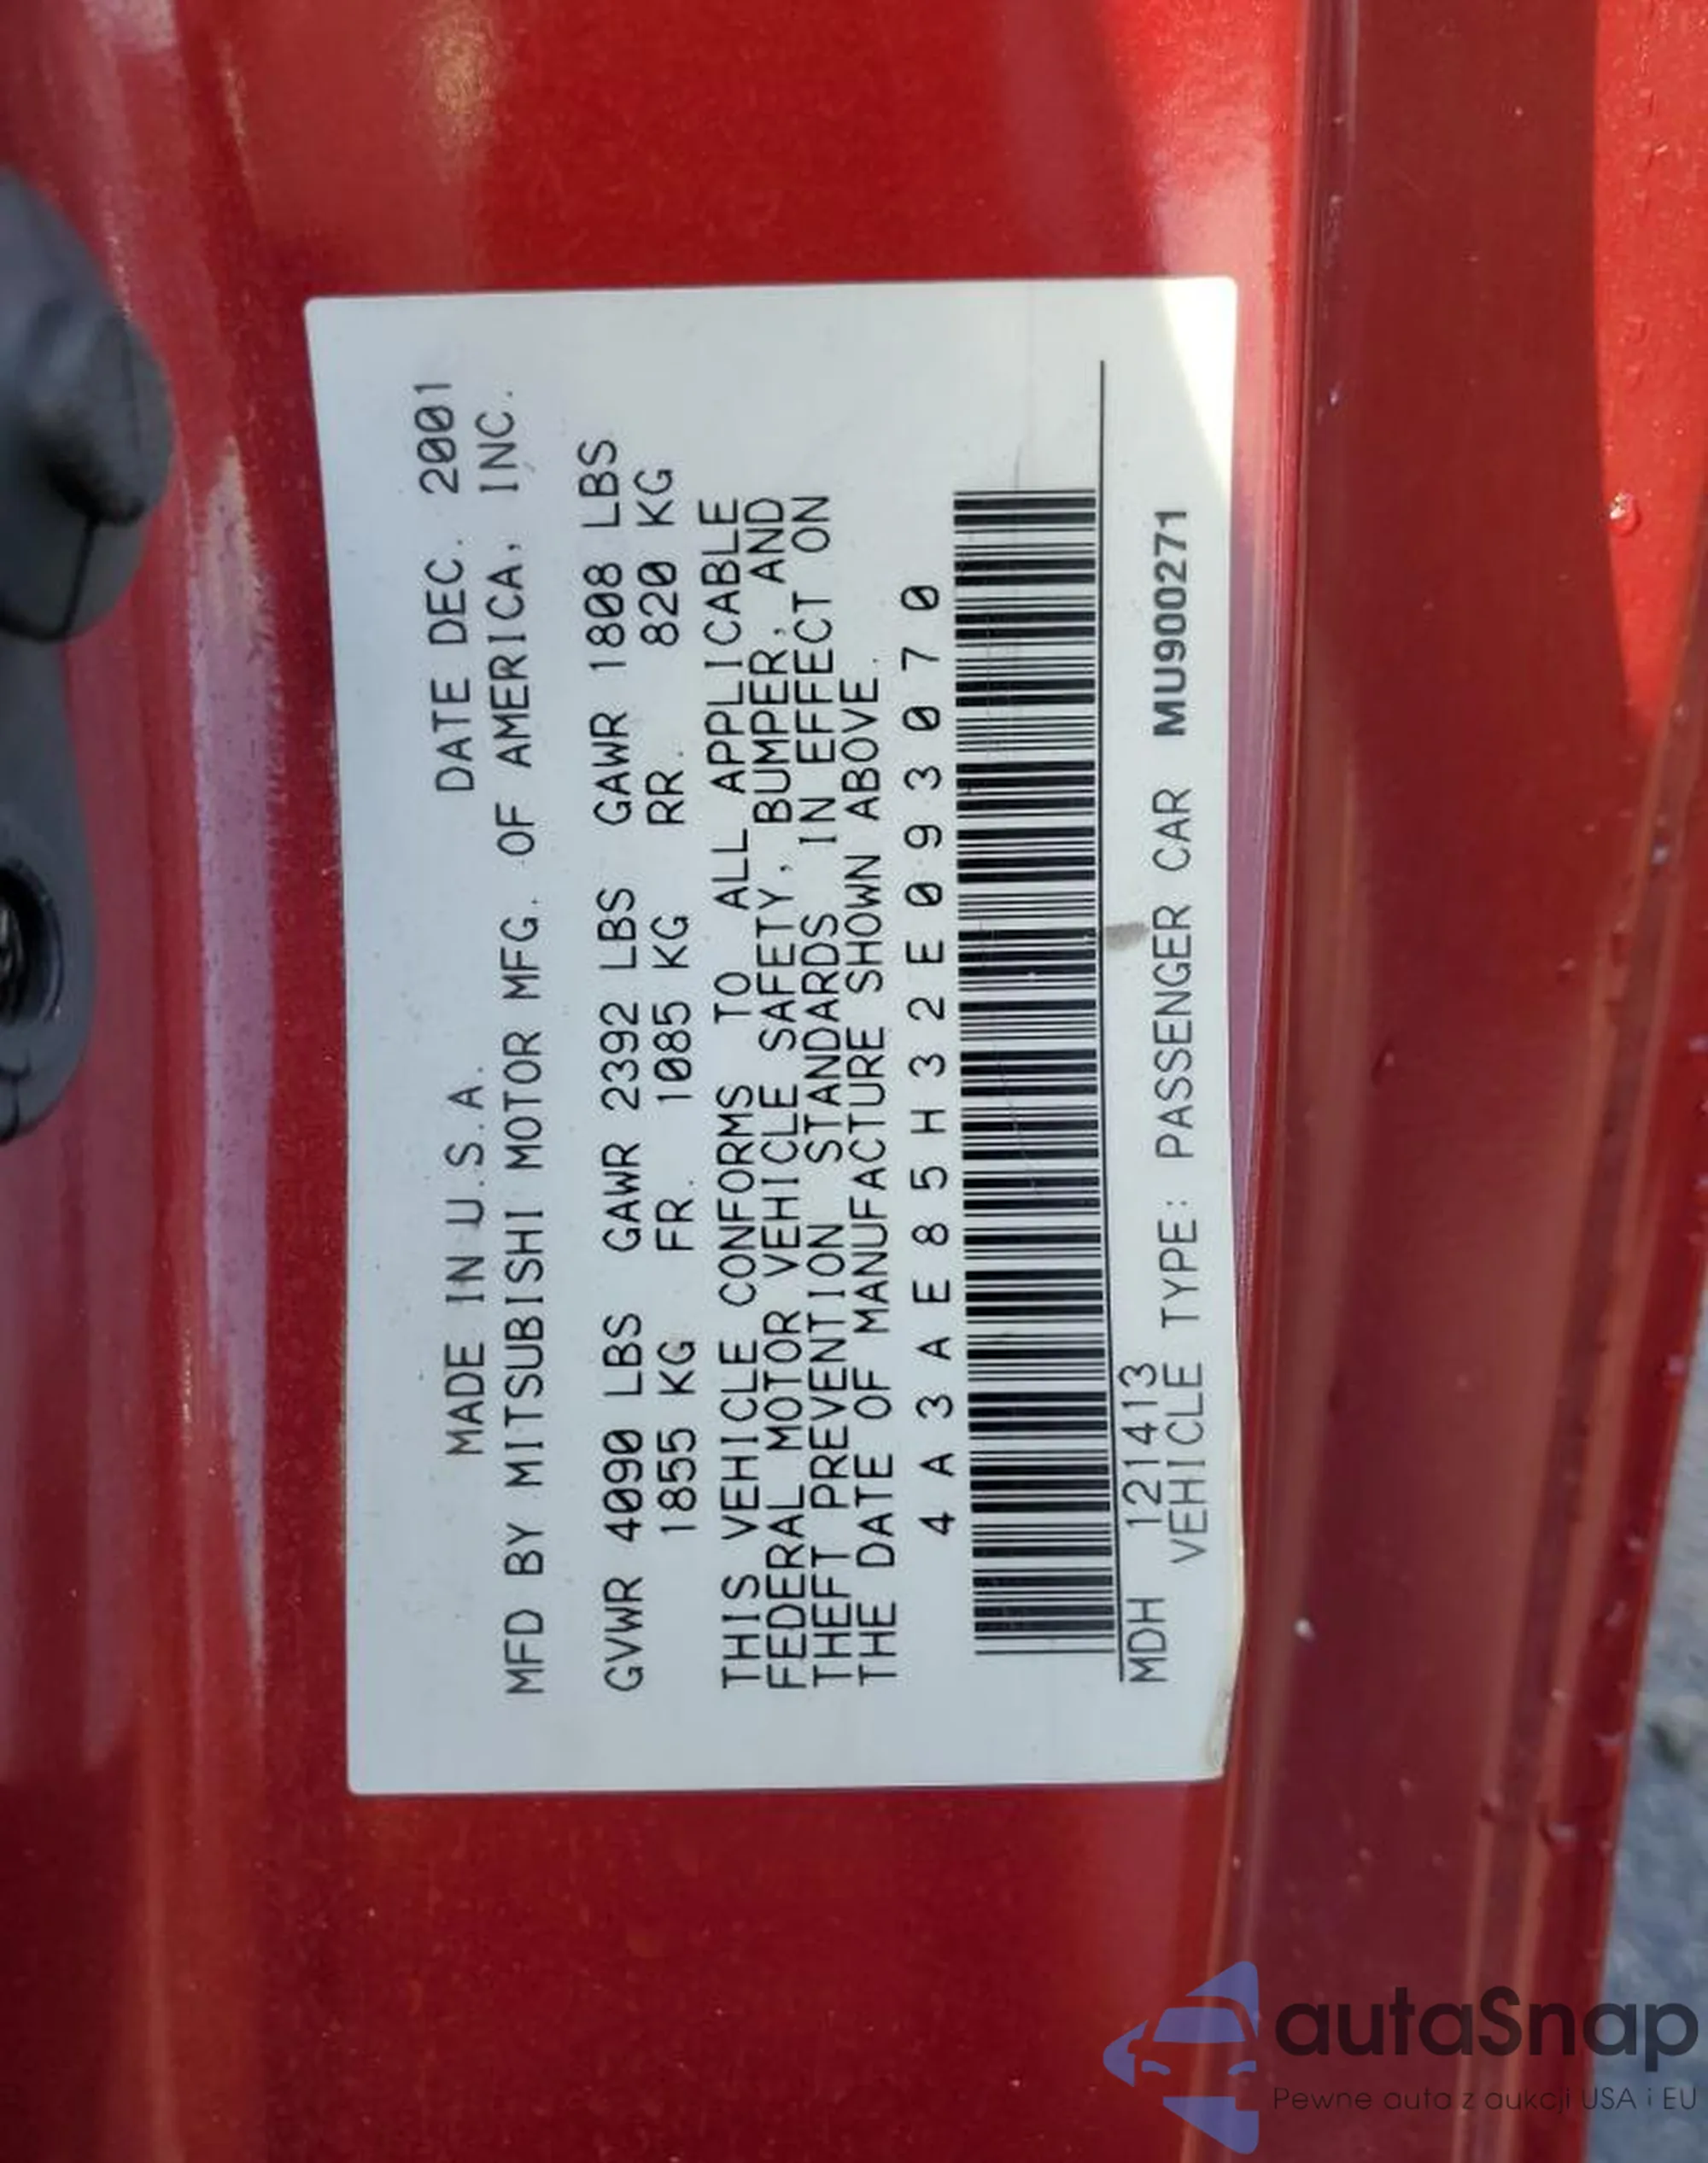 MADE IN U.S.A. DATE DEC. 2001
MFD BY MITSUBISHI MOTOR MFG. OF AMERICA, INC.
GVWR 4090 LBS GAWR 2392 LBS GAWR 1808 LBS
1855 KG FR. 1085 KG RR. 820 KG
THIS VEHICLE CONFORMS TO ALL APPLICABLE
FEDERAL MOTOR VEHICLE SAFETY, BUMPER, AND
THEFT PREVENTION STANDARDS IN EFFECT ON
THE DATE OF MANUFACTURE SHOWN ABOVE.
4A3AE85H32E093070
MDH 121413
VEHICLE TYPE: PASSENGER CAR MU900271
autaSnap
Pewne auta z aukcji USA i EU